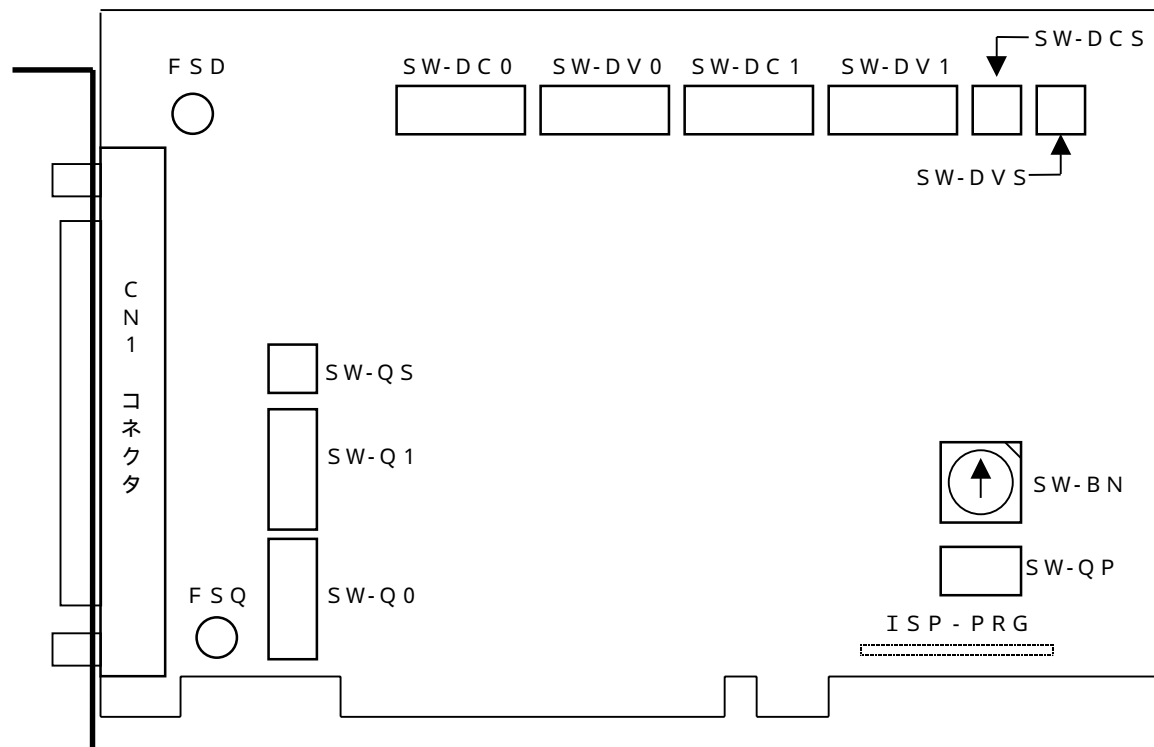 SW-DCS
FSD
SW-DC0
SW-DV0
SW-DC1
SW-DV1
SW-DVS
CN1 コネクタ
SW-QS
SW-Q1
SW-BN
SW-QP
FSQ
SW-Q0
ISP-PRG